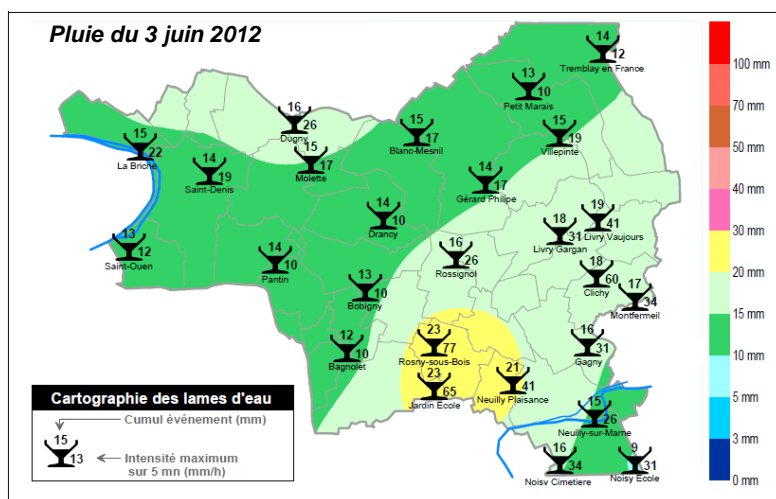 Pluie du 3 juin 2012
14
12
Tremblay en France
13
10
Petit Marais
16
26
Dugny
15
17
Blanc-Mesnil
15
19
Villepinte
15
22
La Briche
14
19
Saint-Denis
15
17
Molette
14
17
Gérard Philipe
14
10
Drancy
19
41
Livry Vaujours
18
31
Livry Gargan
13
12
Saint-Ouen
14
10
Pantin
16
26
Rossignol
18
60
Clichy
13
10
Bobigny
17
34
Montfermeil
12
10
Bagnolet
23
77
Rosny-sous-Bois
16
31
Gagny
23
65
Jardin Ecole
21
41
Neuilly Plaisance
15
26
Neuilly-sur-Marne
16
34
Noisy Cimetiere
9
31
Noisy Ecole
Cartographie des lames d'eau
15
Cumul événement (mm)
13
Intensité maximum
sur 5 mn (mm/h)
100 mm
70 mm
50 mm
40 mm
30 mm
20 mm
15 mm
10 mm
5 mm
3 mm
0 mm